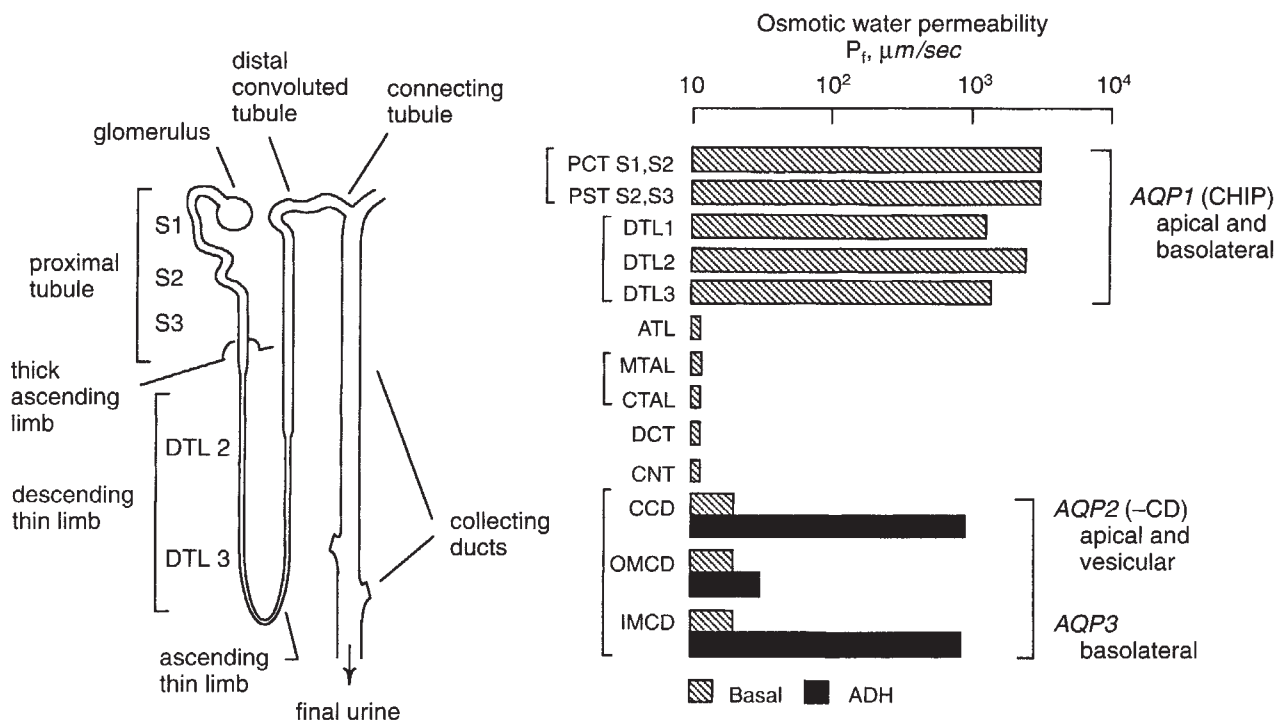 distal
convoluted
tubule
connecting
tubule
glomerulus
S1
proximal
tubule
S2
S3
thick
ascending
limb
DTL 2
descending
thin limb
DTL 3
collecting
ducts
ascending
thin limb
final urine
Osmotic water permeability
Pf, μm/sec
10 10² 10³ 10⁴
PCT S1,S2
PST S2,S3
DTL1
DTL2
DTL3
ATL
MTAL
CTAL
DCT
CNT
CCD
OMCD
IMCD
AQP1 (CHIP)
apical and
basolateral
AQP2 (–CD)
apical and
vesicular
AQP3
basolateral
Basal ADH